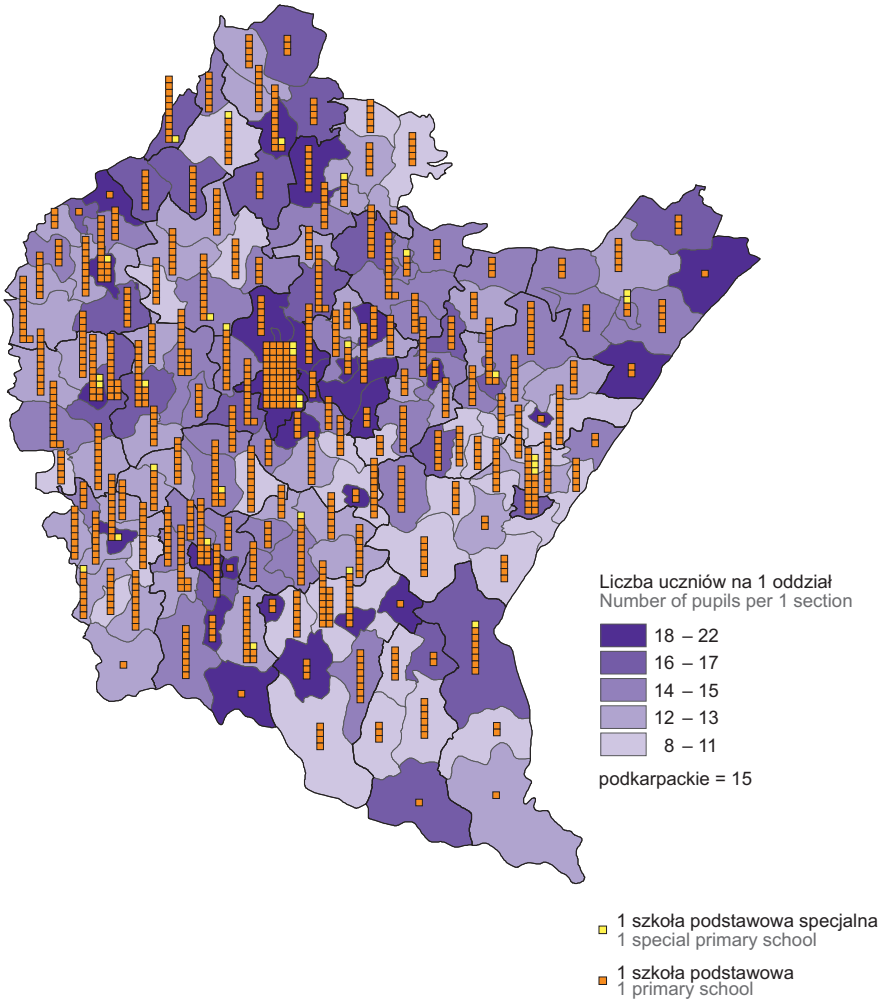 Liczba uczniów na 1 oddział
Number of pupils per 1 section
18 – 22
16 – 17
14 – 15
12 – 13
8 – 11
podkarpackie = 15
1 szkoła podstawowa specjalna
1 special primary school
1 szkoła podstawowa
1 primary school